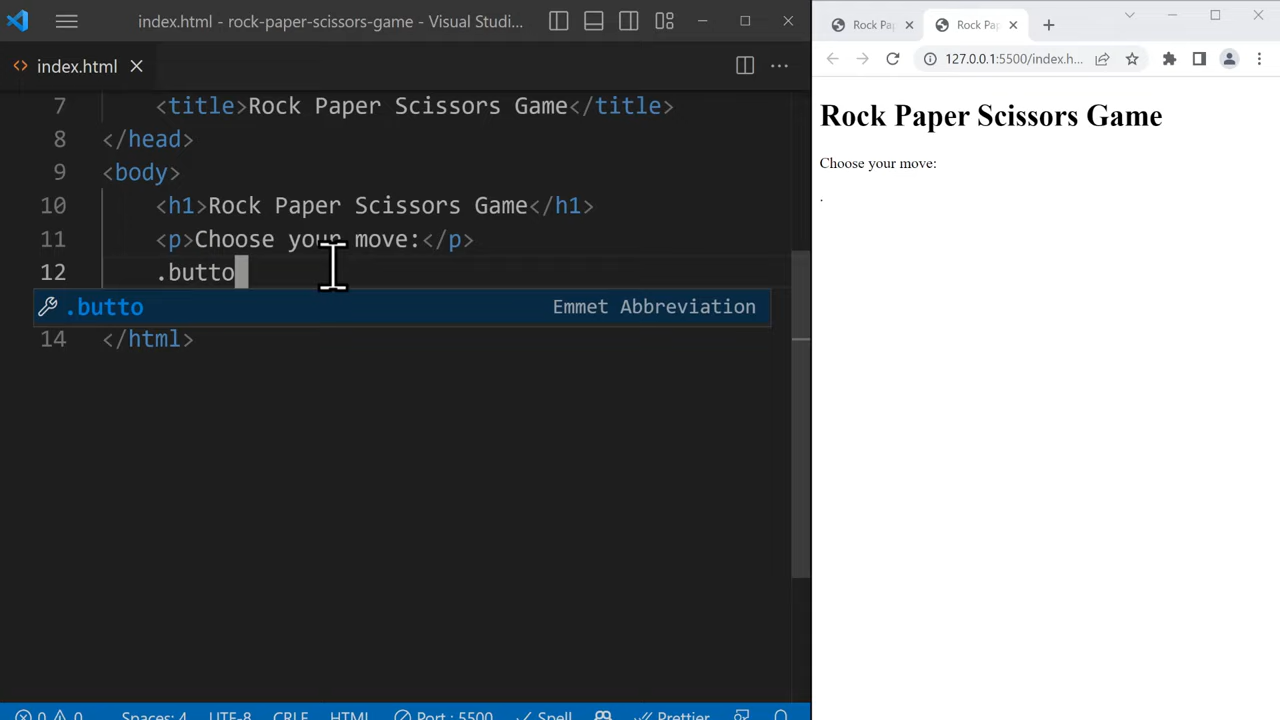 index.html - rock-paper-scissors-game - Visual Studi...
index.html
7 <title>Rock Paper Scissors Game</title>
8 </head>
9 <body>
10 <h1>Rock Paper Scissors Game</h1>
11 <p>Choose your move:</p>
12 .butto
.butto Emmet Abbreviation
14 </html>
0 0 Spaces: 4 UTF-8 CRLF HTML Port : 5500 Spell Prettier
Rock Pa Rock Pa
127.0.0.1:5500/index.h...
Rock Paper Scissors Game
Choose your move:
.